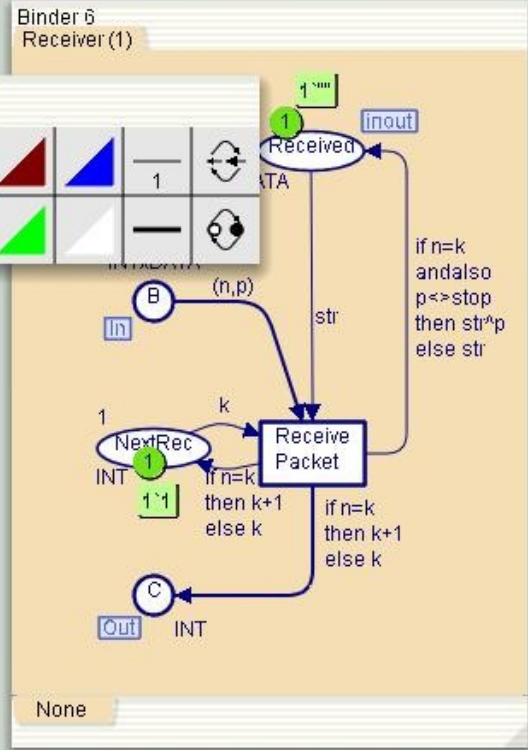 Binder 6
Receiver (1)
1`""
1
inout
Received
1
ATA
if n=k
andalso
p<>stop
then str^p
else str
INTxDATA
B
(n,p)
In
str
1
k
NextRec
1
INT
1`1
Receive
Packet
if n=k
then k+1
else k
if n=k
then k+1
else k
C
Out
INT
None